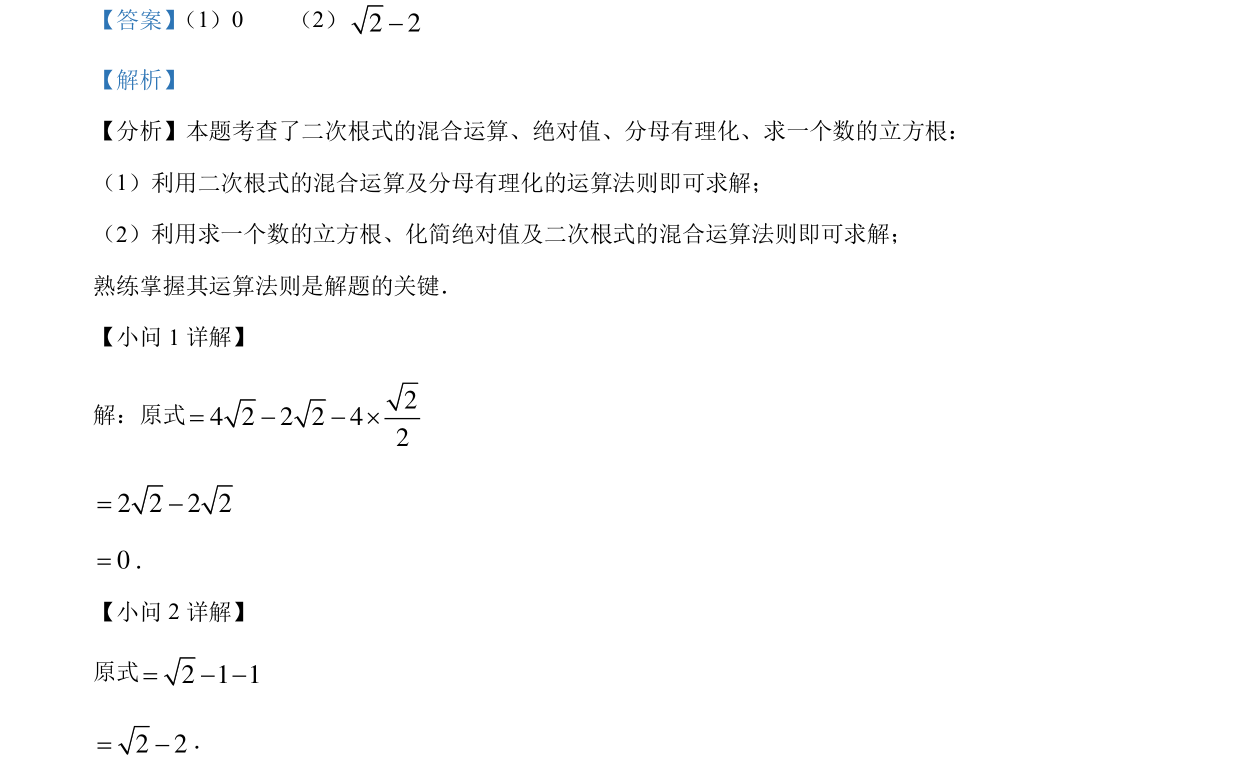 【答案】（1）0 （2）√2−2
【解析】
【分析】本题考查了二次根式的混合运算、绝对值、分母有理化、求一个数的立方根：
（1）利用二次根式的混合运算及分母有理化的运算法则即可求解；
（2）利用求一个数的立方根、化简绝对值及二次根式的混合运算法则即可求解；
熟练掌握其运算法则是解题的关键．
【小问 1 详解】
解：原式=4√2−2√2−4×√2/2
=2√2−2√2
=0．
【小问 2 详解】
原式=√2−1−1
=√2−2．